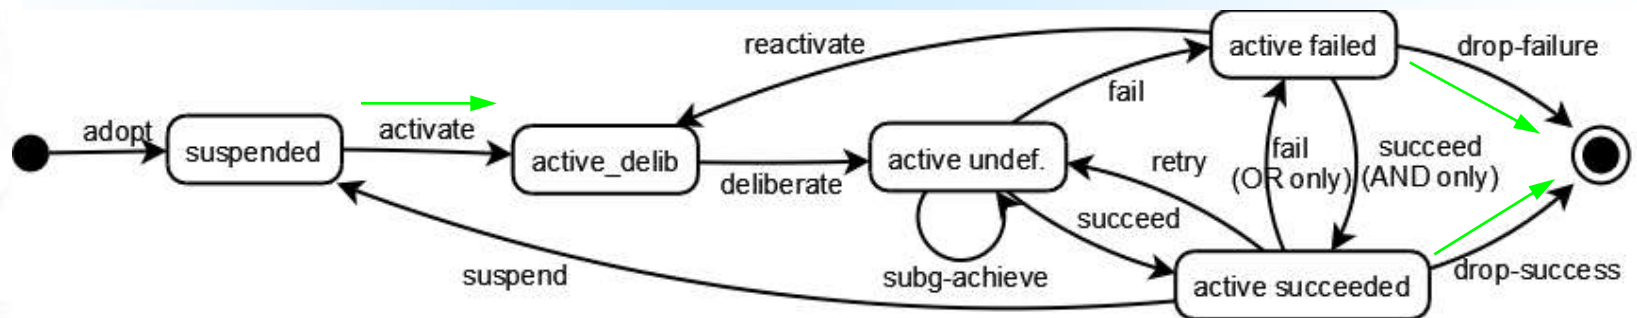 reactivate
active failed
drop-failure
fail
adopt
suspended
activate
active_delib
deliberate
active undef.
retry
fail
(OR only)
succeed
(AND only)
succeed
subg-achieve
suspend
active succeeded
drop-success